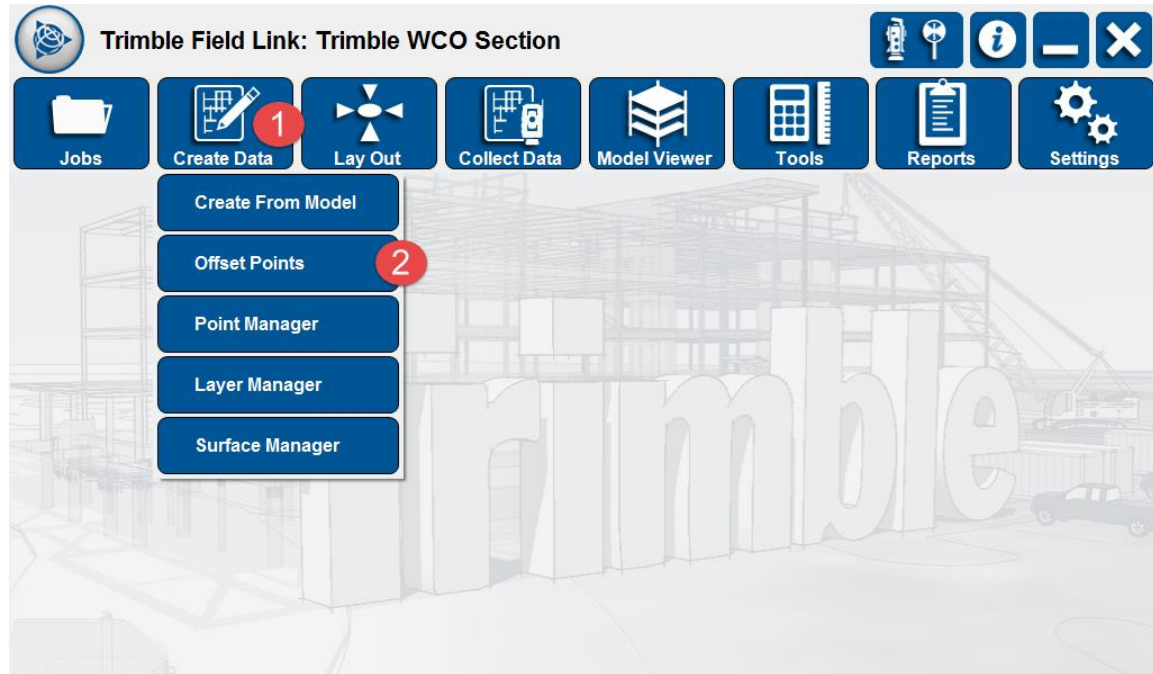 Trimble Field Link: Trimble WCO Section
Jobs
Create Data
1
Lay Out
Collect Data
Model Viewer
Tools
Reports
Settings
Create From Model
Offset Points
2
Point Manager
Layer Manager
Surface Manager
Trimble